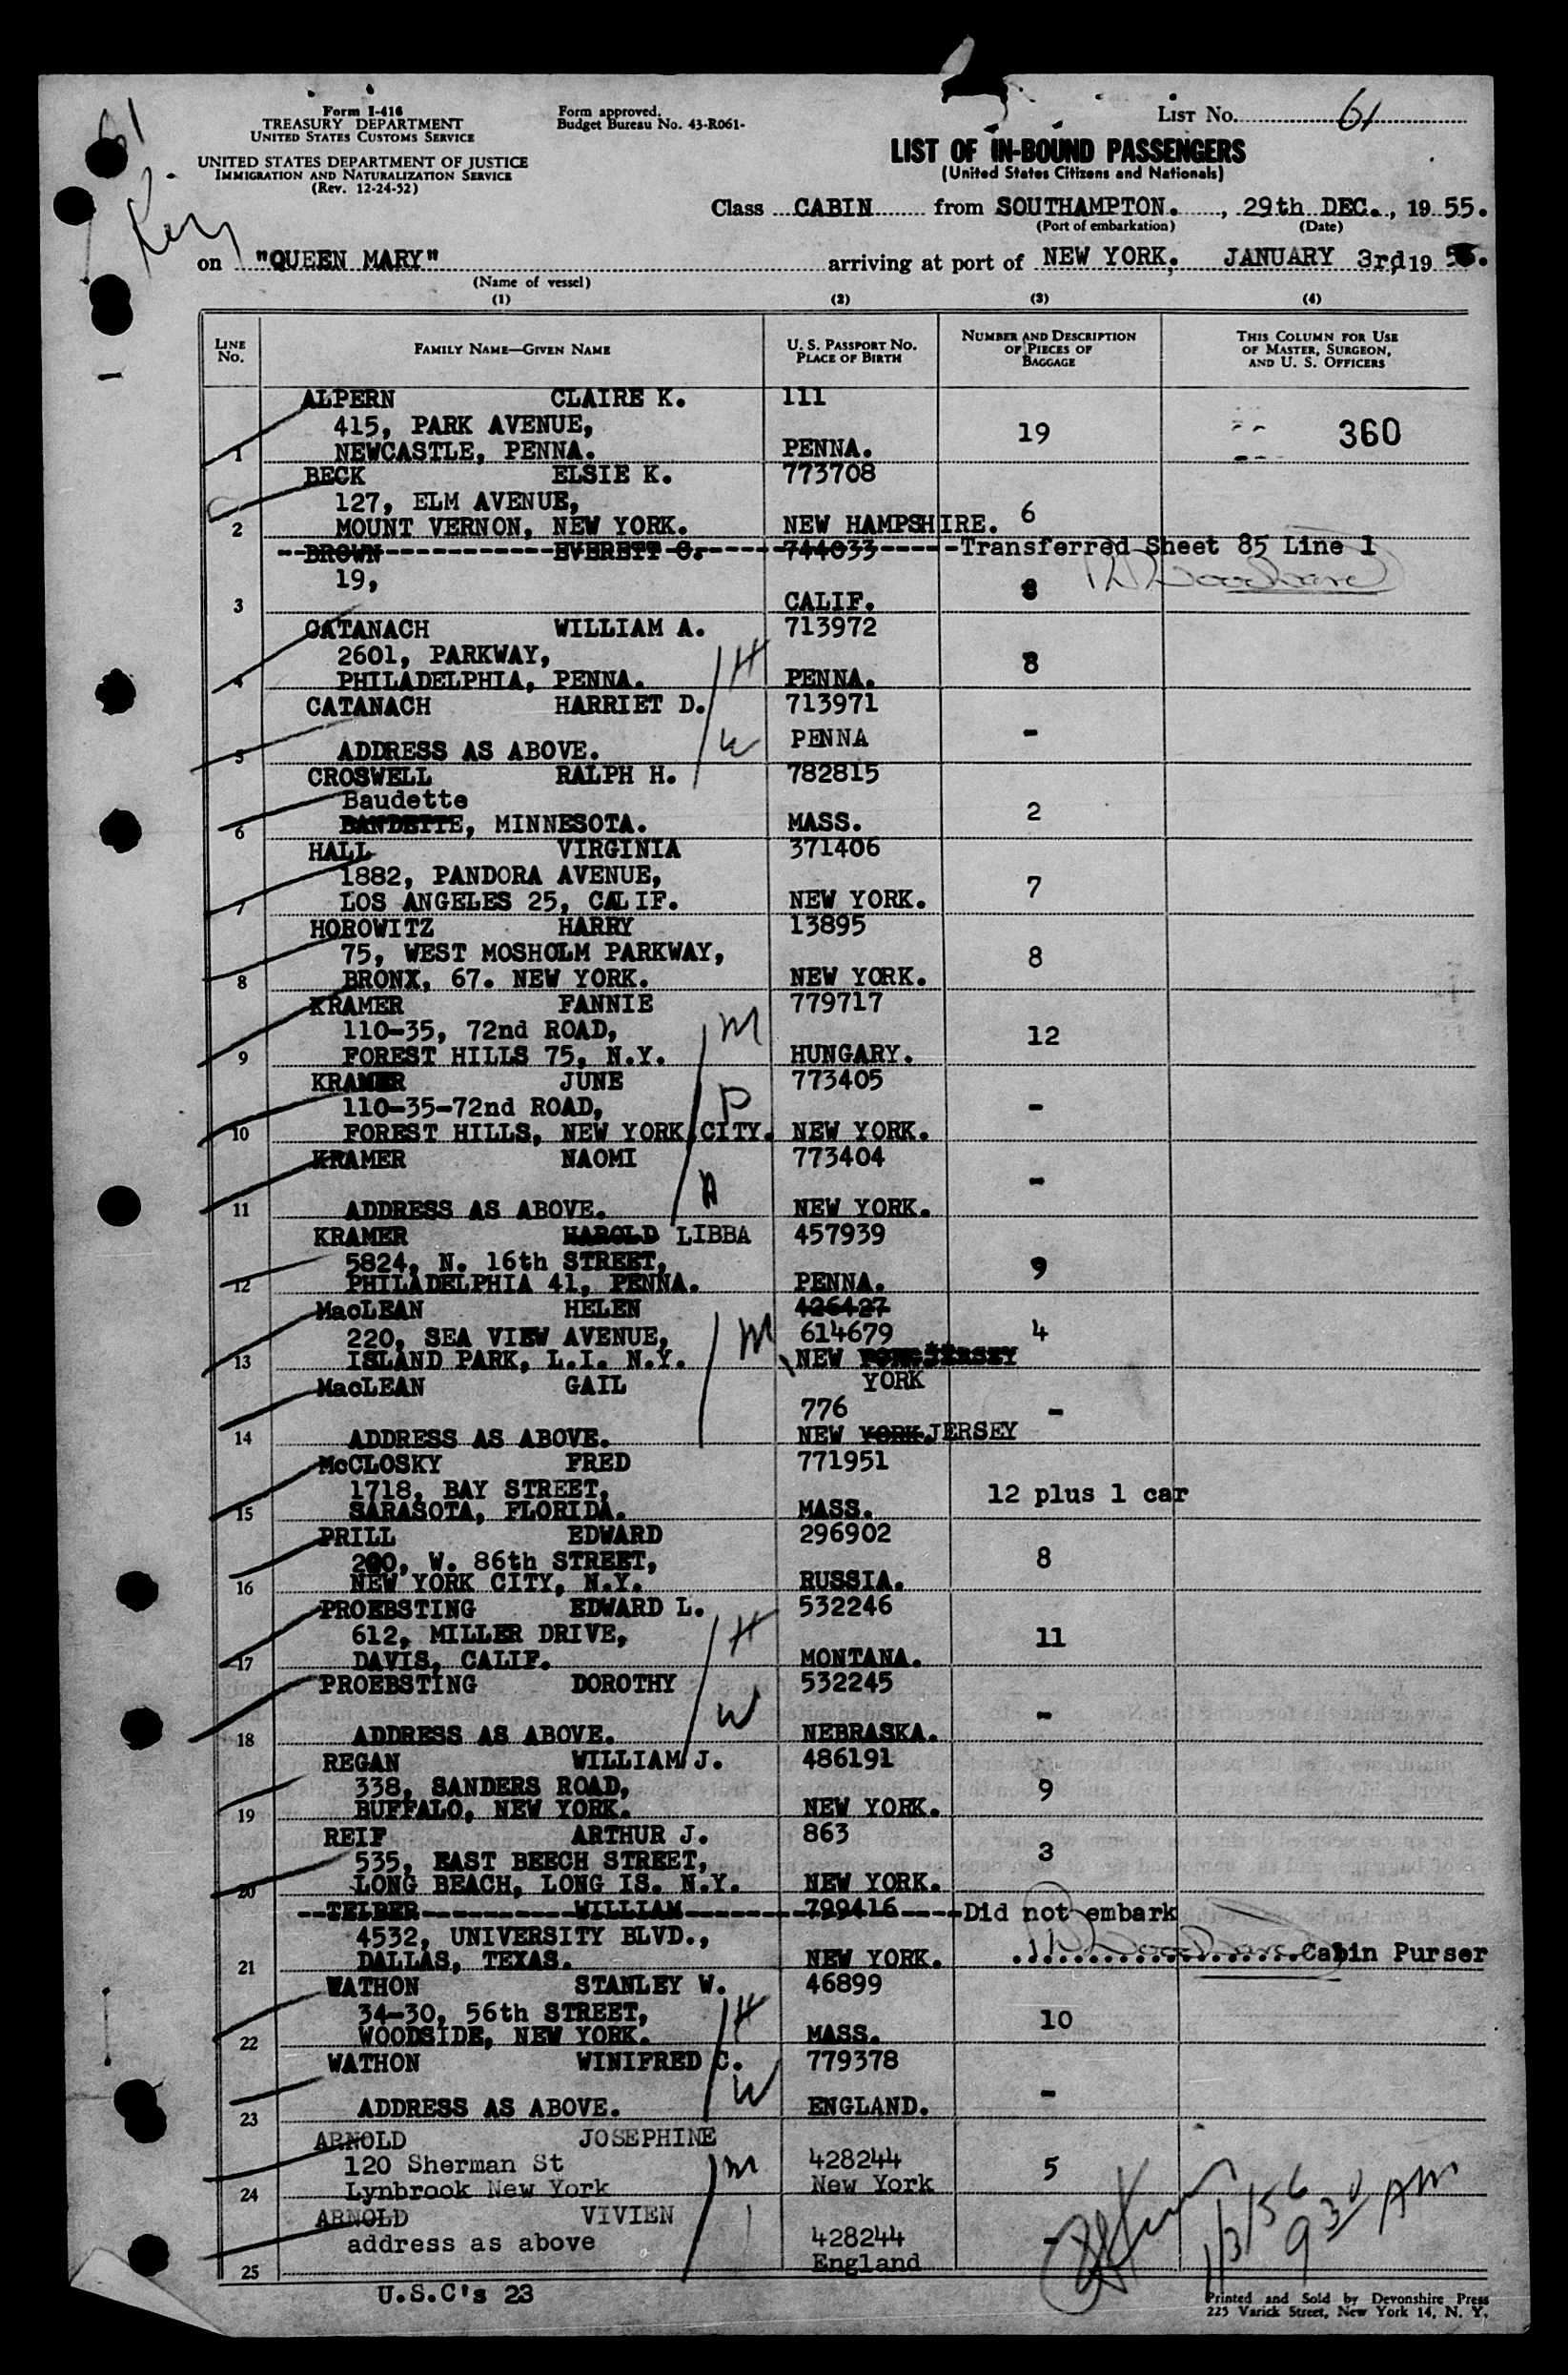 61
Form I-416
TREASURY DEPARTMENT
UNITED STATES CUSTOMS SERVICE
UNITED STATES DEPARTMENT OF JUSTICE
IMMIGRATION AND NATURALIZATION SERVICE
(Rev. 12-24-52)
Form approved.
Budget Bureau No. 43-R061-
LIST No. 61
LIST OF IN-BOUND PASSENGERS
(United States Citizens and Nationals)
Class CABIN from SOUTHAMPTON. , 29th DEC., 19 55.
(Port of embarkation) (Date)
on "QUEEN MARY" arriving at port of NEW YORK. JANUARY 3rd 19 56.
(Name of vessel)
(1) (2) (3) (4)
LINE No. FAMILY NAME—GIVEN NAME U. S. PASSPORT NO. PLACE OF BIRTH NUMBER AND DESCRIPTION OF PIECES OF BAGGAGE THIS COLUMN FOR USE OF MASTER, SURGEON, AND U. S. OFFICERS
ALPERN CLAIRE K. 111
415, PARK AVENUE, 19 360
1 NEWCASTLE, PENNA. PENNA.
BECK ELSIE K. 773708
127, ELM AVENUE, 6
2 MOUNT VERNON, NEW YORK. NEW HAMPSHIRE.
BROWN EVERETT C. 744033 Transferred Sheet 85 Line 1
19, 8
3 CALIF.
CATANACH WILLIAM A. 713972
2601, PARKWAY, H 8
4 PHILADELPHIA, PENNA. PENNA.
CATANACH HARRIET D. 713971
W PENNA -
5 ADDRESS AS ABOVE.
CROSWELL RALPH H. 782815
Baudette 2
6 BANDETTE, MINNESOTA. MASS.
HALL VIRGINIA 371406
1882, PANDORA AVENUE, 7
7 LOS ANGELES 25, CALIF. NEW YORK.
HOROWITZ HARRY 13895
75, WEST MOSHOLM PARKWAY, 8
8 BRONX, 67. NEW YORK. NEW YORK.
KRAMER FANNIE 779717
110-35, 72nd ROAD, M 12
9 FOREST HILLS 75, N.Y. HUNGARY.
KRAMER JUNE 773405
110-35-72nd ROAD, D -
10 FOREST HILLS, NEW YORK CITY. NEW YORK.
KRAMER NAOMI 773404
-
11 ADDRESS AS ABOVE. NEW YORK.
KRAMER HAROLD LIBBA 457939
5824, N. 16th STREET, 9
12 PHILADELPHIA 41, PENNA. PENNA.
MacLEAN HELEN 426427
220, SEA VIEW AVENUE, M 614679 4
13 ISLAND PARK, L.I. N.Y. NEW YORK JERSEY
MacLEAN GAIL YORK
776 -
14 ADDRESS AS ABOVE. NEW YORK JERSEY
McCLOSKY FRED 771951
1718, BAY STREET, 12 plus 1 car
15 SARASOTA, FLORIDA. MASS.
PRILL EDWARD 296902
200, W. 86th STREET, 8
16 NEW YORK CITY, N.Y. RUSSIA.
PROEBSTING EDWARD L. 532246
612, MILLER DRIVE, H 11
17 DAVIS, CALIF. MONTANA.
PROEBSTING DOROTHY 532245
W -
18 ADDRESS AS ABOVE. NEBRASKA.
REGAN WILLIAM J. 486191
338, SANDERS ROAD, 9
19 BUFFALO, NEW YORK. NEW YORK.
REIF ARTHUR J. 863
535, EAST BEECH STREET, 3
20 LONG BEACH, LONG IS. N.Y. NEW YORK.
TELBER WILLIAM 799416 Did not embark
4532, UNIVERSITY BLVD.,
21 DALLAS, TEXAS. NEW YORK. Cabin Purser
WATHON STANLEY W. 46899
34-30, 56th STREET, H 10
22 WOODSIDE, NEW YORK. MASS.
WATHON WINIFRED C. 779378
W -
23 ADDRESS AS ABOVE. ENGLAND.
ARNOLD JOSEPHINE
120 Sherman St M 428244 5
24 Lynbrook New York New York
ARNOLD VIVIEN
address as above 428244 -
25 England
1/3/56 9 30 AM
U.S.C's 23
Printed and Sold by Devonshire Press
225 Varick Street, New York 14, N. Y.